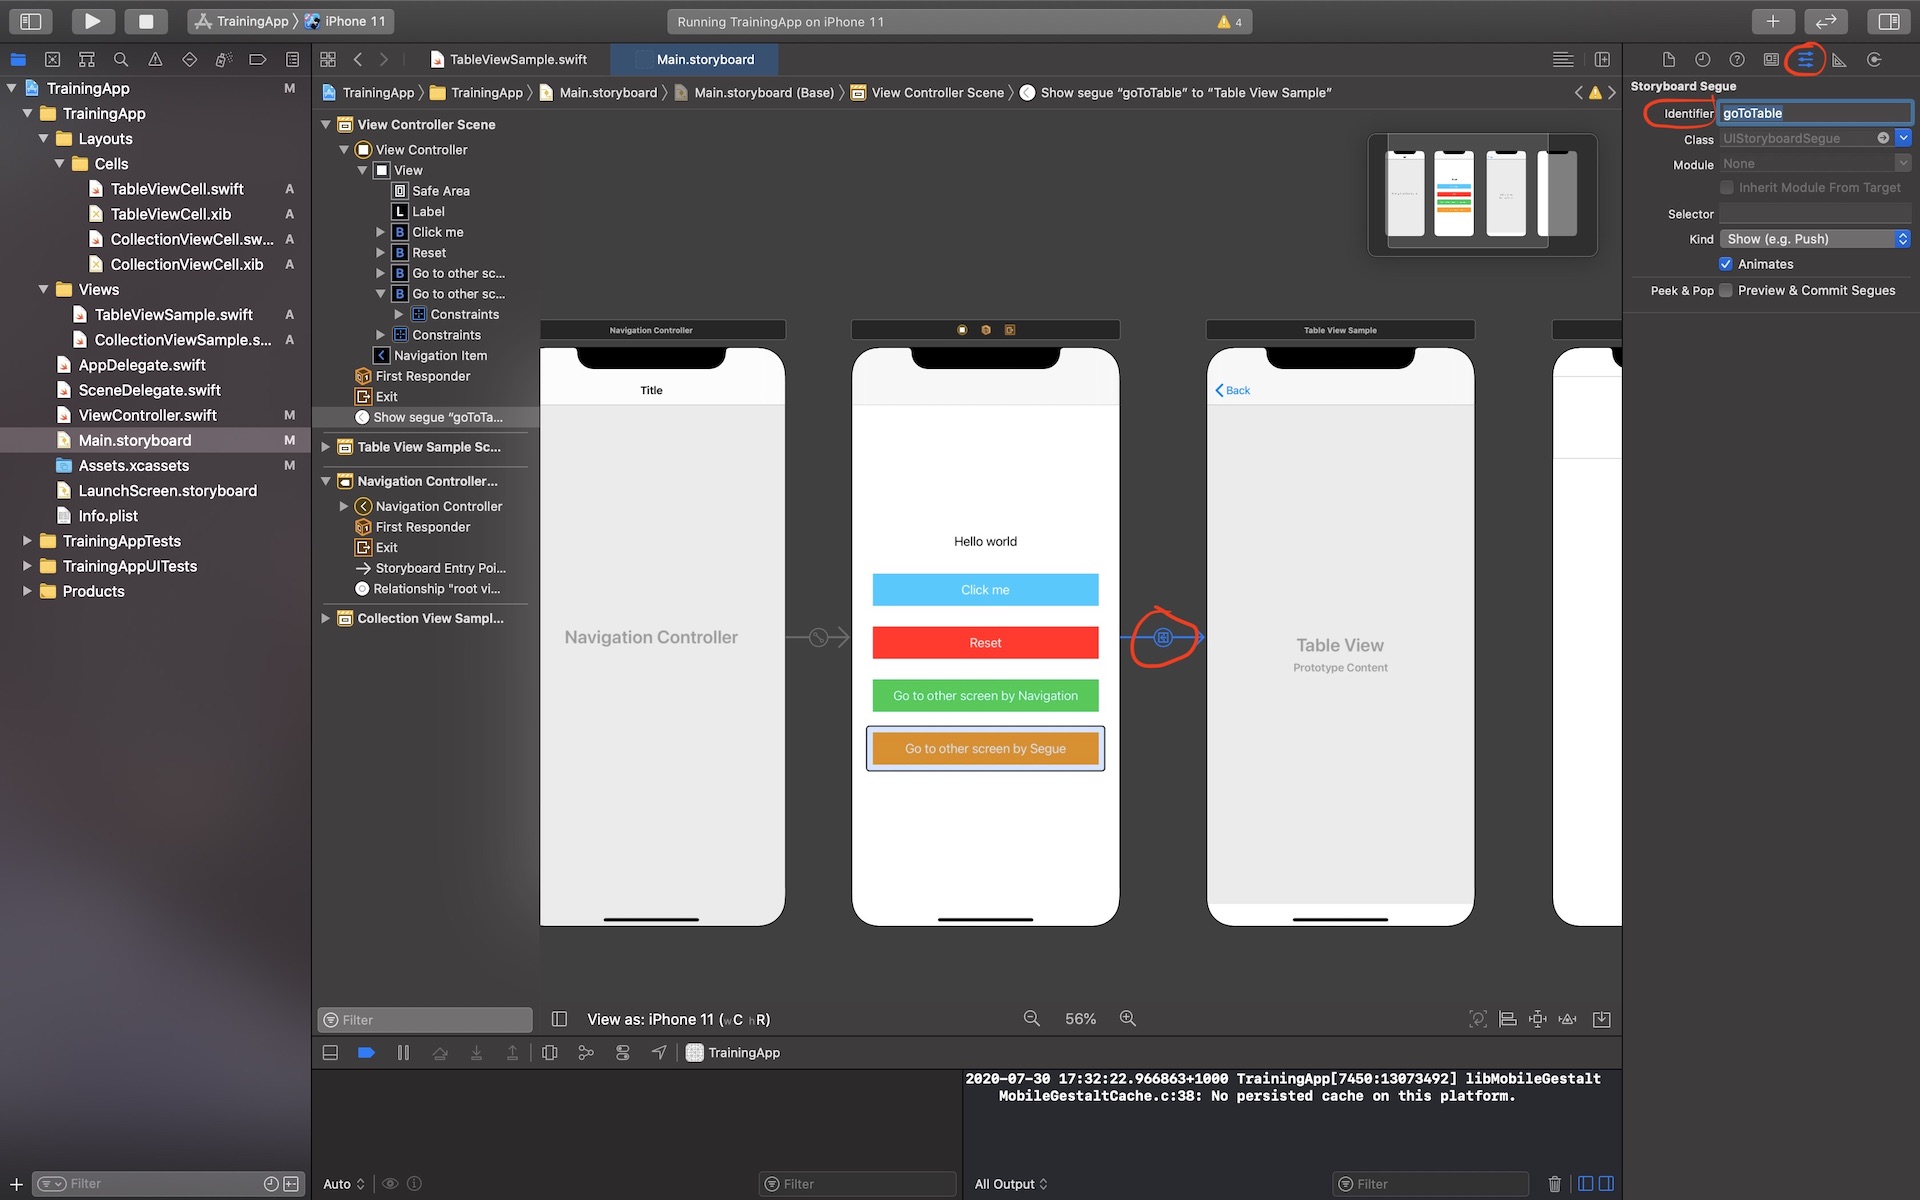 TrainingApp
iPhone 11
Running TrainingApp on iPhone 11
4
TrainingApp M
TrainingApp
Layouts
Cells
TableViewCell.swift A
TableViewCell.xib A
CollectionViewCell.sw... A
CollectionViewCell.xib A
Views
TableViewSample.swift A
CollectionViewSample.s... A
AppDelegate.swift
SceneDelegate.swift
ViewController.swift M
Main.storyboard M
Assets.xcassets M
LaunchScreen.storyboard
Info.plist
TrainingAppTests
TrainingAppUITests
Products
Filter
TableViewSample.swift
Main.storyboard
TrainingApp
TrainingApp
Main.storyboard
Main.storyboard (Base)
View Controller Scene
Show segue “goToTable” to “Table View Sample”
View Controller Scene
View Controller
View
Safe Area
L Label
B Click me
B Reset
B Go to other sc...
B Go to other sc...
Constraints
Constraints
Navigation Item
First Responder
Exit
Show segue “goToTa...
Table View Sample Sc...
Navigation Controller...
Navigation Controller
First Responder
Exit
Storyboard Entry Poi...
Relationship “root vi...
Collection View Sampl...
Filter
Navigation Controller
Title
Navigation Controller
Hello world
Click me
Reset
Go to other screen by Navigation
Go to other screen by Segue
Table View Sample
Back
Table View
Prototype Content
View as: iPhone 11 (wC hR)
56%
TrainingApp
Auto
Filter
2020-07-30 17:32:22.966863+1000 TrainingApp[7450:13073492] libMobileGestalt
MobileGestaltCache.c:38: No persisted cache on this platform.
All Output
Filter
Storyboard Segue
Identifier goToTable
Class UIStoryboardSegue
Module None
Inherit Module From Target
Selector
Kind Show (e.g. Push)
Animates
Peek & Pop Preview & Commit Segues